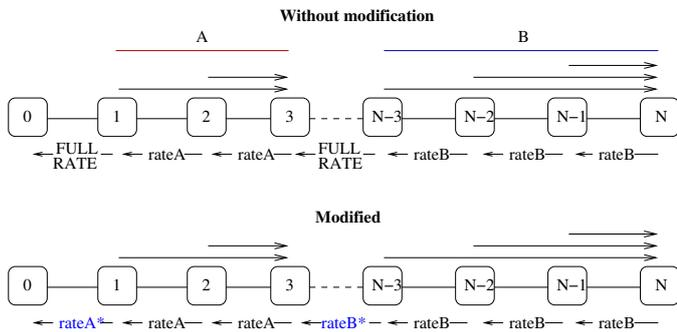 Without modification
A B
0 1 2 3 N−3 N−2 N−1 N
FULL RATE rateA rateA FULL RATE rateB rateB rateB
Modified
0 1 2 3 N−3 N−2 N−1 N
rateA* rateA rateA rateB* rateB rateB rateB